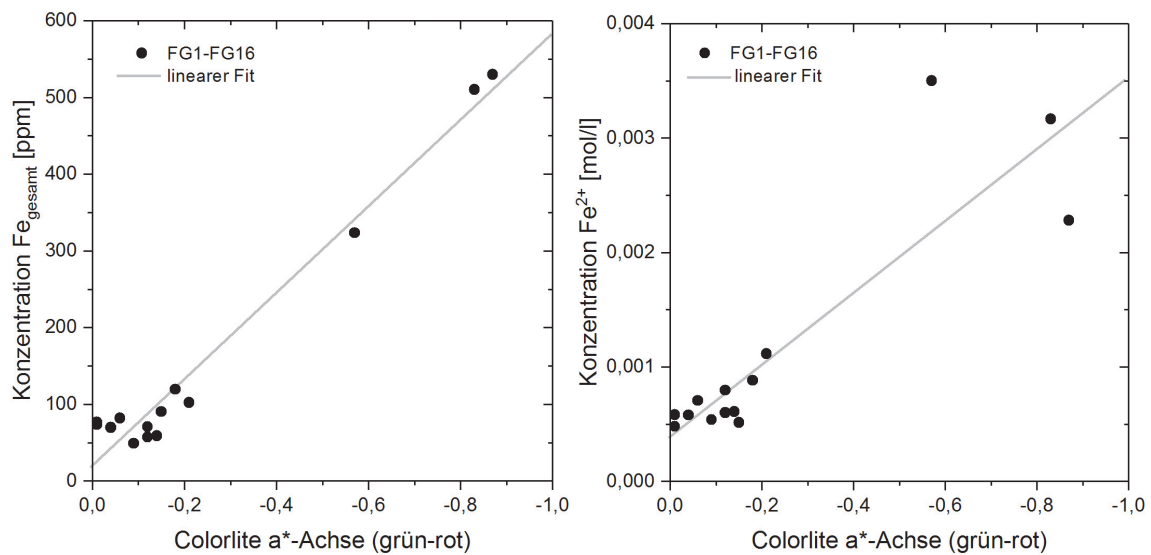 600
500
400
300
200
100
0
Konzentration Fe_gesamt [ppm]
FG1-FG16
linearer Fit
0,0 -0,2 -0,4 -0,6 -0,8 -1,0
Colorlite a*-Achse (grün-rot)
0,004
0,003
0,002
0,001
0,000
Konzentration Fe²⁺ [mol/l]
FG1-FG16
linearer Fit
0,0 -0,2 -0,4 -0,6 -0,8 -1,0
Colorlite a*-Achse (grün-rot)